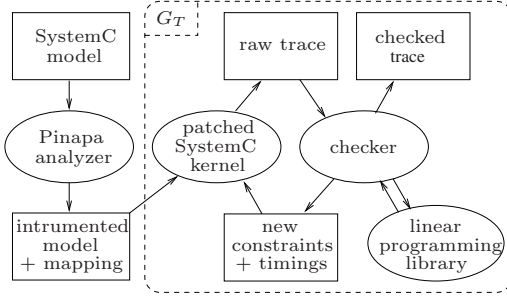 SystemC
model
G_T
raw trace
checked
trace
Pinapa
analyzer
patched
SystemC
kernel
checker
intrumented
model
+ mapping
new
constraints
+ timings
linear
programming
library